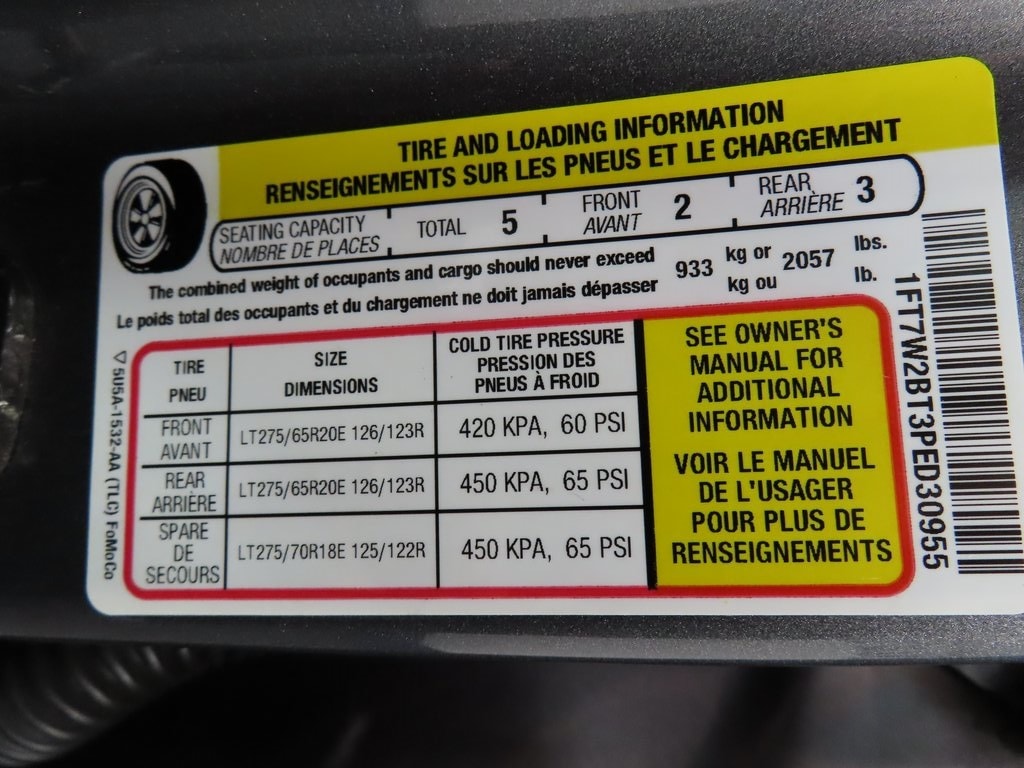 TIRE AND LOADING INFORMATION
RENSEIGNEMENTS SUR LES PNEUS ET LE CHARGEMENT
SEATING CAPACITY
NOMBRE DE PLACES
TOTAL 5
FRONT
AVANT
2
REAR
ARRIÈRE
3
The combined weight of occupants and cargo should never exceed
Le poids total des occupants et du chargement ne doit jamais dépasser
933
kg or
kg ou
2057
lbs.
lb.
TIRE
PNEU
SIZE
DIMENSIONS
COLD TIRE PRESSURE
PRESSION DES
PNEUS À FROID
FRONT
AVANT
LT275/65R20E 126/123R
420 KPA, 60 PSI
REAR
ARRIÈRE
LT275/65R20E 126/123R
450 KPA, 65 PSI
SPARE
DE
SECOURS
LT275/70R18E 125/122R
450 KPA, 65 PSI
SEE OWNER'S
MANUAL FOR
ADDITIONAL
INFORMATION
VOIR LE MANUEL
DE L'USAGER
POUR PLUS DE
RENSEIGNEMENTS
5U5A-1532-AA (TLC) FoMoCo
1FT7W2BT3PED30955